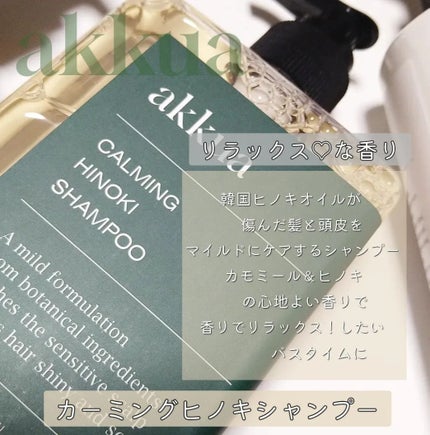 akkua
akkua
CALMING
HINOKI
SHAMPOO
A mild formulation
botanical ingredients
the sensitive scalp
hair shiny and
リラックス♡な香り
韓国ヒノキオイルが
傷んだ髪と頭皮を
マイルドにケアするシャンプー
カモミール&ヒノキ
の心地よい香りで
香りでリラックス!したい
バスタイムに
カーミングヒノキシャンプー